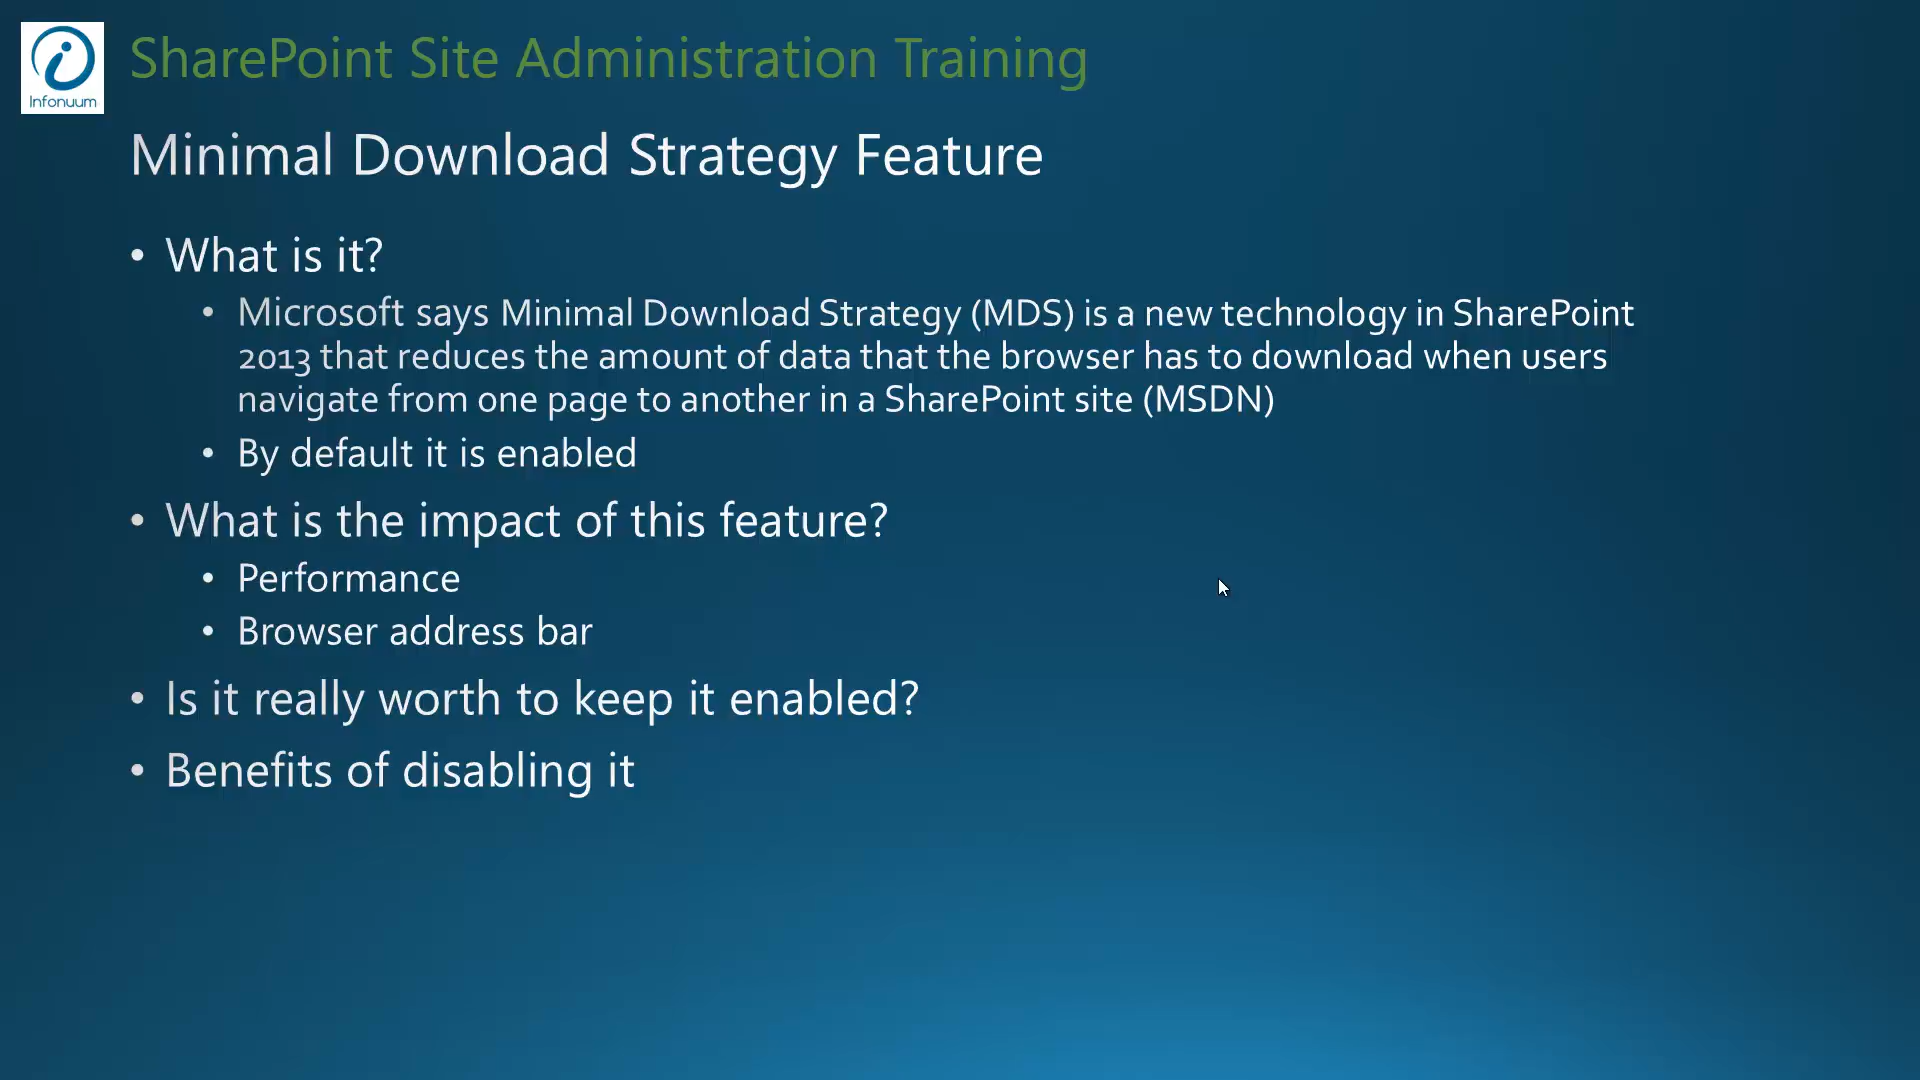 Infonuum
SharePoint Site Administration Training
Minimal Download Strategy Feature
• What is it?
• Microsoft says Minimal Download Strategy (MDS) is a new technology in SharePoint
2013 that reduces the amount of data that the browser has to download when users
navigate from one page to another in a SharePoint site (MSDN)
• By default it is enabled
• What is the impact of this feature?
• Performance
• Browser address bar
• Is it really worth to keep it enabled?
• Benefits of disabling it